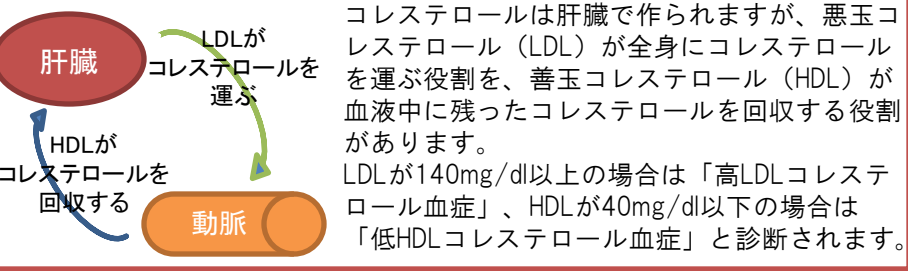 肝臓
LDLが
コレステロールを
運ぶ
HDLが
コレステロールを
回収する
動脈
コレステロールは肝臓で作られますが、悪玉コ
レステロール（LDL）が全身にコレステロール
を運ぶ役割を、善玉コレステロール（HDL）が
血液中に残ったコレステロールを回収する役割
があります。
LDLが140mg/dl以上の場合は「高LDLコレステ
ロール血症」、HDLが40mg/dl以下の場合は
「低HDLコレステロール血症」と診断されます。